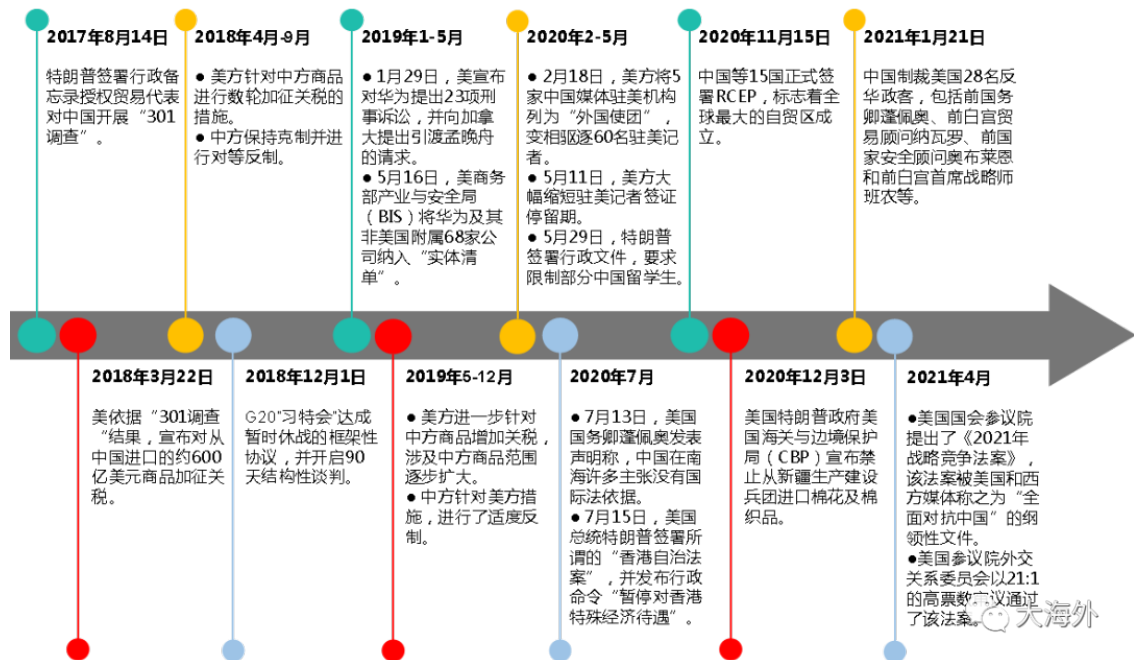 2017年8月14日
特朗普签署行政备
忘录授权贸易代表
对中国开展“301
调查”。
2018年4月-9月
● 美方针对中方商品
进行数轮加征关税的
措施。
● 中方保持克制并进
行对等反制。
2019年1-5月
● 1月29日，美宣布
对华为提出23项刑
事诉讼，并向加拿
大提出引渡孟晚舟
的请求。
● 5月16日，美商务
部产业与安全局
（BIS）将华为及其
非美国附属68家公
司纳入“实体清
单”。
2020年2-5月
● 2月18日，美方将5
家中国媒体驻美机构
列为“外国使团”，
变相驱逐60名驻美记
者。
● 5月11日，美方大
幅缩短驻美记者签证
停留期。
● 5月29日，特朗普
签署行政文件，要求
限制部分中国留学生。
2020年11月15日
中国等15国正式签
署RCEP，标志着全
球最大的自贸区成
立。
2021年1月21日
中国制裁美国28名反
华政客，包括前国务
卿蓬佩奥、前白宫贸
易顾问纳瓦罗、前国
家安全顾问奥布莱恩
和前白宫首席战略师
班农等。
2018年3月22日
美依据“301调查
“结果，宣布对从
中国进口的约600
亿美元商品加征关
税。
2018年12月1日
G20”习特会”达成
暂时休战的框架性
协议，并开启90
天结构性谈判。
2019年5-12月
● 美方进一步针对
中方商品增加关税，
涉及中方商品范围
逐步扩大。
● 中方针对美方措
施，进行了适度反
制。
2020年7月
● 7月13日，美国
国务卿蓬佩奥发表
声明称，中国在南
海许多主张没有国
际法依据。
● 7月15日，美国
总统特朗普签署所
谓的“香港自治法
案”，并发布行政
命令“暂停对香港
特殊经济待遇”。
2020年12月3日
美国特朗普政府美
国海关与边境保护
局（CBP）宣布禁
止从新疆生产建设
兵团进口棉花及棉
织品。
2021年4月
●美国国会参议院
提出了《2021年
战略竞争法案》，
该法案被美国和西
方媒体称之为“全
面对抗中国”的纲
领性文件。
●美国参议院外交
关系委员会以21:1
的高票数议通过
了该法案。
大海外